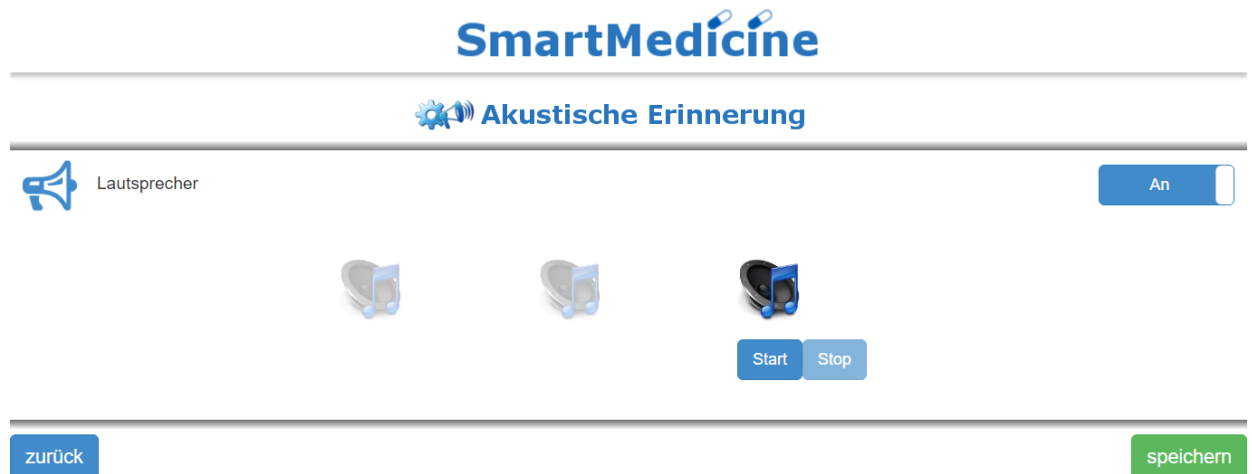 SmartMedicine
Akustische Erinnerung
Lautsprecher
An
Start Stop
zurück
speichern